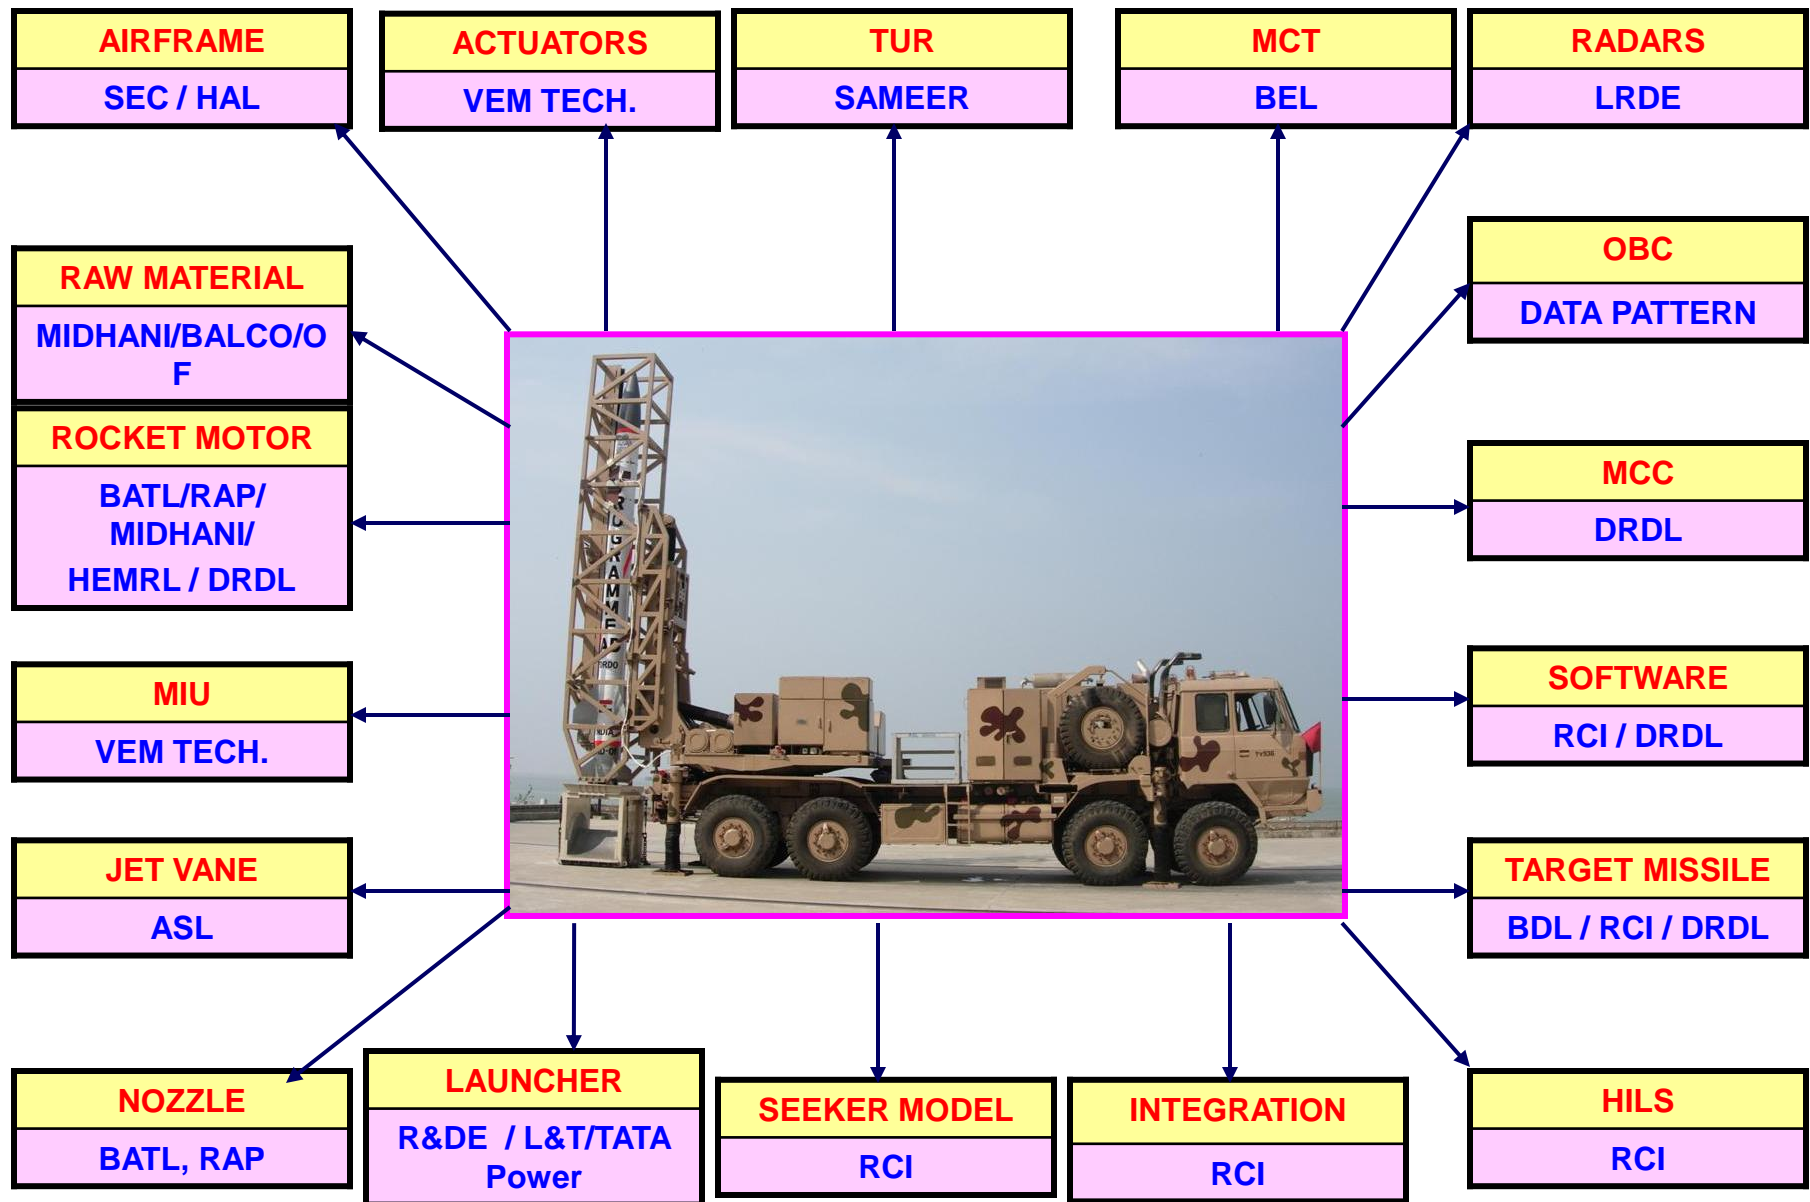 AIRFRAME
SEC / HAL
ACTUATORS
VEM TECH.
TUR
SAMEER
MCT
BEL
RADARS
LRDE
RAW MATERIAL
MIDHANI/BALCO/O
F
OBC
DATA PATTERN
ROCKET MOTOR
BATL/RAP/
MIDHANI/
HEMRL / DRDL
MCC
DRDL
MIU
VEM TECH.
SOFTWARE
RCI / DRDL
JET VANE
ASL
TARGET MISSILE
BDL / RCI / DRDL
NOZZLE
BATL, RAP
LAUNCHER
R&DE / L&T/TATA
Power
SEEKER MODEL
RCI
INTEGRATION
RCI
HILS
RCI
DRDO